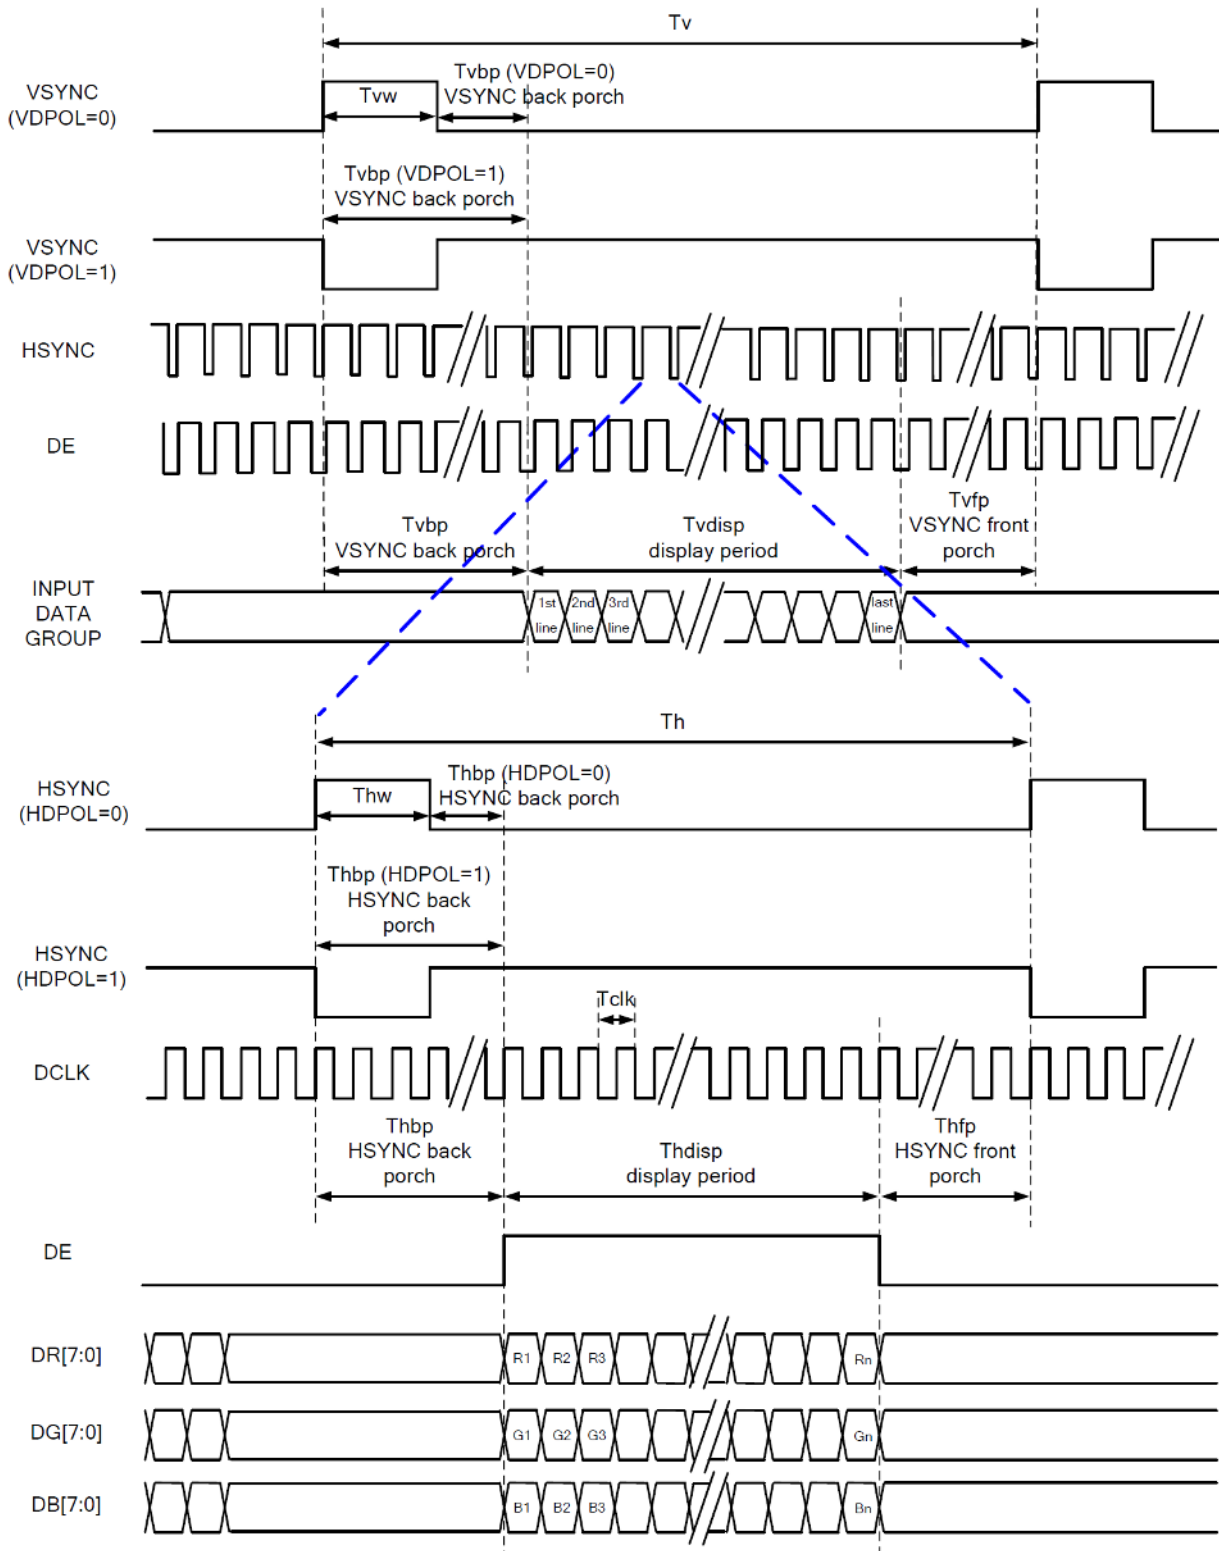 Tv
VSYNC
(VDPOL=0)
Tvw
Tvbp (VDPOL=0)
VSYNC back porch
Tvbp (VDPOL=1)
VSYNC back porch
VSYNC
(VDPOL=1)
HSYNC
DE
Tvbp
VSYNC back porch
Tvdisp
display period
Tvfp
VSYNC front
porch
INPUT
DATA
GROUP
1st
line
2nd
line
3rd
line
last
line
Th
HSYNC
(HDPOL=0)
Thw
Thbp (HDPOL=0)
HSYNC back porch
Thbp (HDPOL=1)
HSYNC back
porch
HSYNC
(HDPOL=1)
Tclk
DCLK
Thbp
HSYNC back
porch
Thdisp
display period
Thfp
HSYNC front
porch
DE
DR[7:0]
R1 R2 R3 Rn
DG[7:0]
G1 G2 G3 Gn
DB[7:0]
B1 B2 B3 Bn